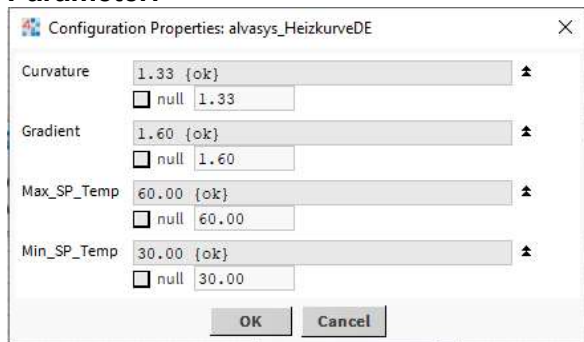 Configuration Properties: alvasys_HeizkurveDE
Curvature
1.33 {ok}
null 1.33
Gradient
1.60 {ok}
null 1.60
Max_SP_Temp
60.00 {ok}
null 60.00
Min_SP_Temp
30.00 {ok}
null 30.00
OK Cancel